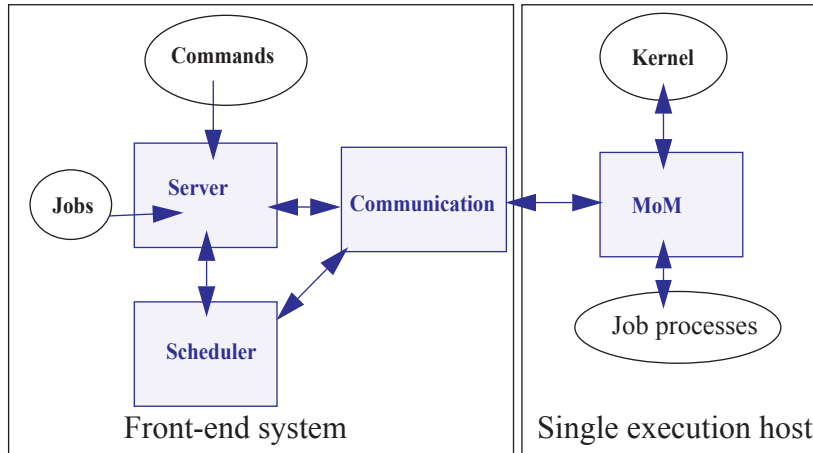 Commands
Kernel
Server
Jobs
Communication
MoM
Scheduler
Job processes
Front-end system
Single execution host